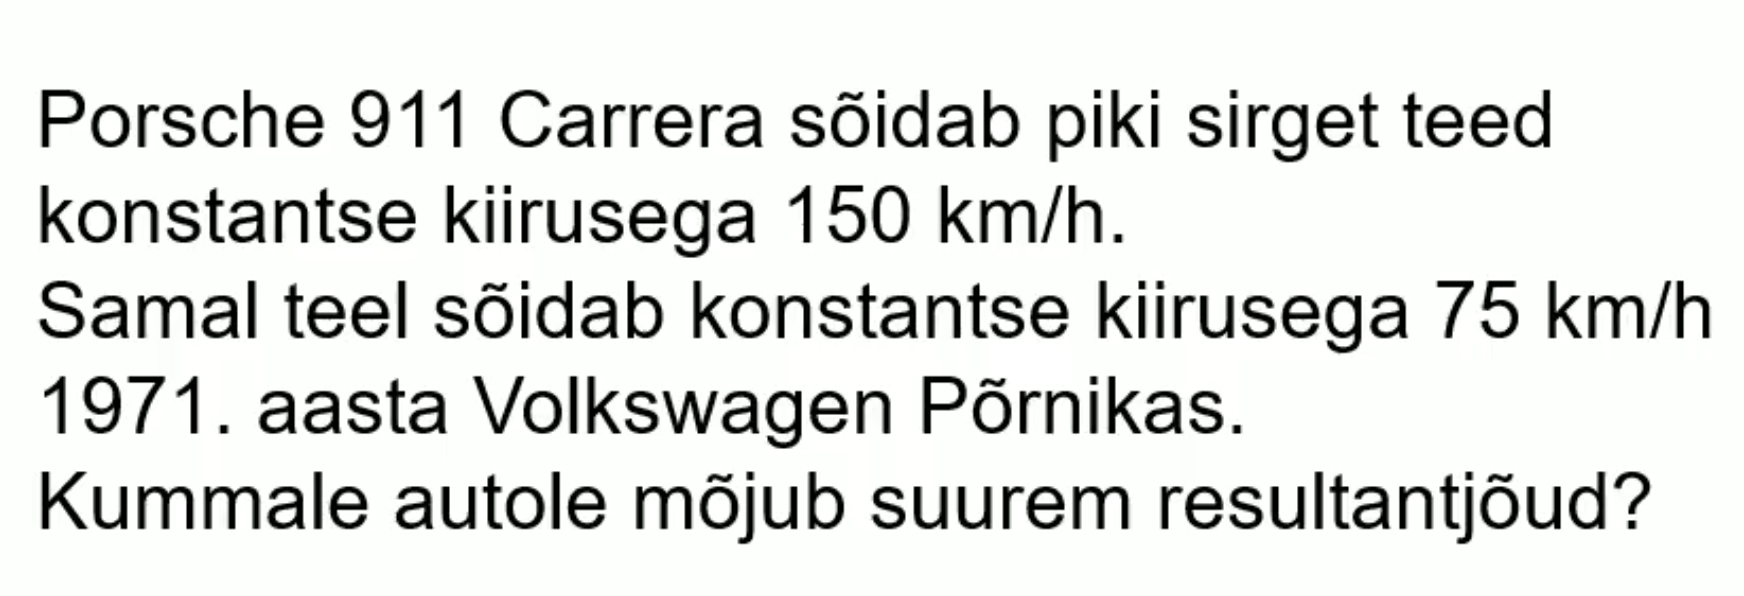 Porsche 911 Carrera sõidab piki sirget teed
konstantse kiirusega 150 km/h.
Samal teel sõidab konstantse kiirusega 75 km/h
1971. aasta Volkswagen Põrnikas.
Kummale autole mõjub suurem resultantjõud?